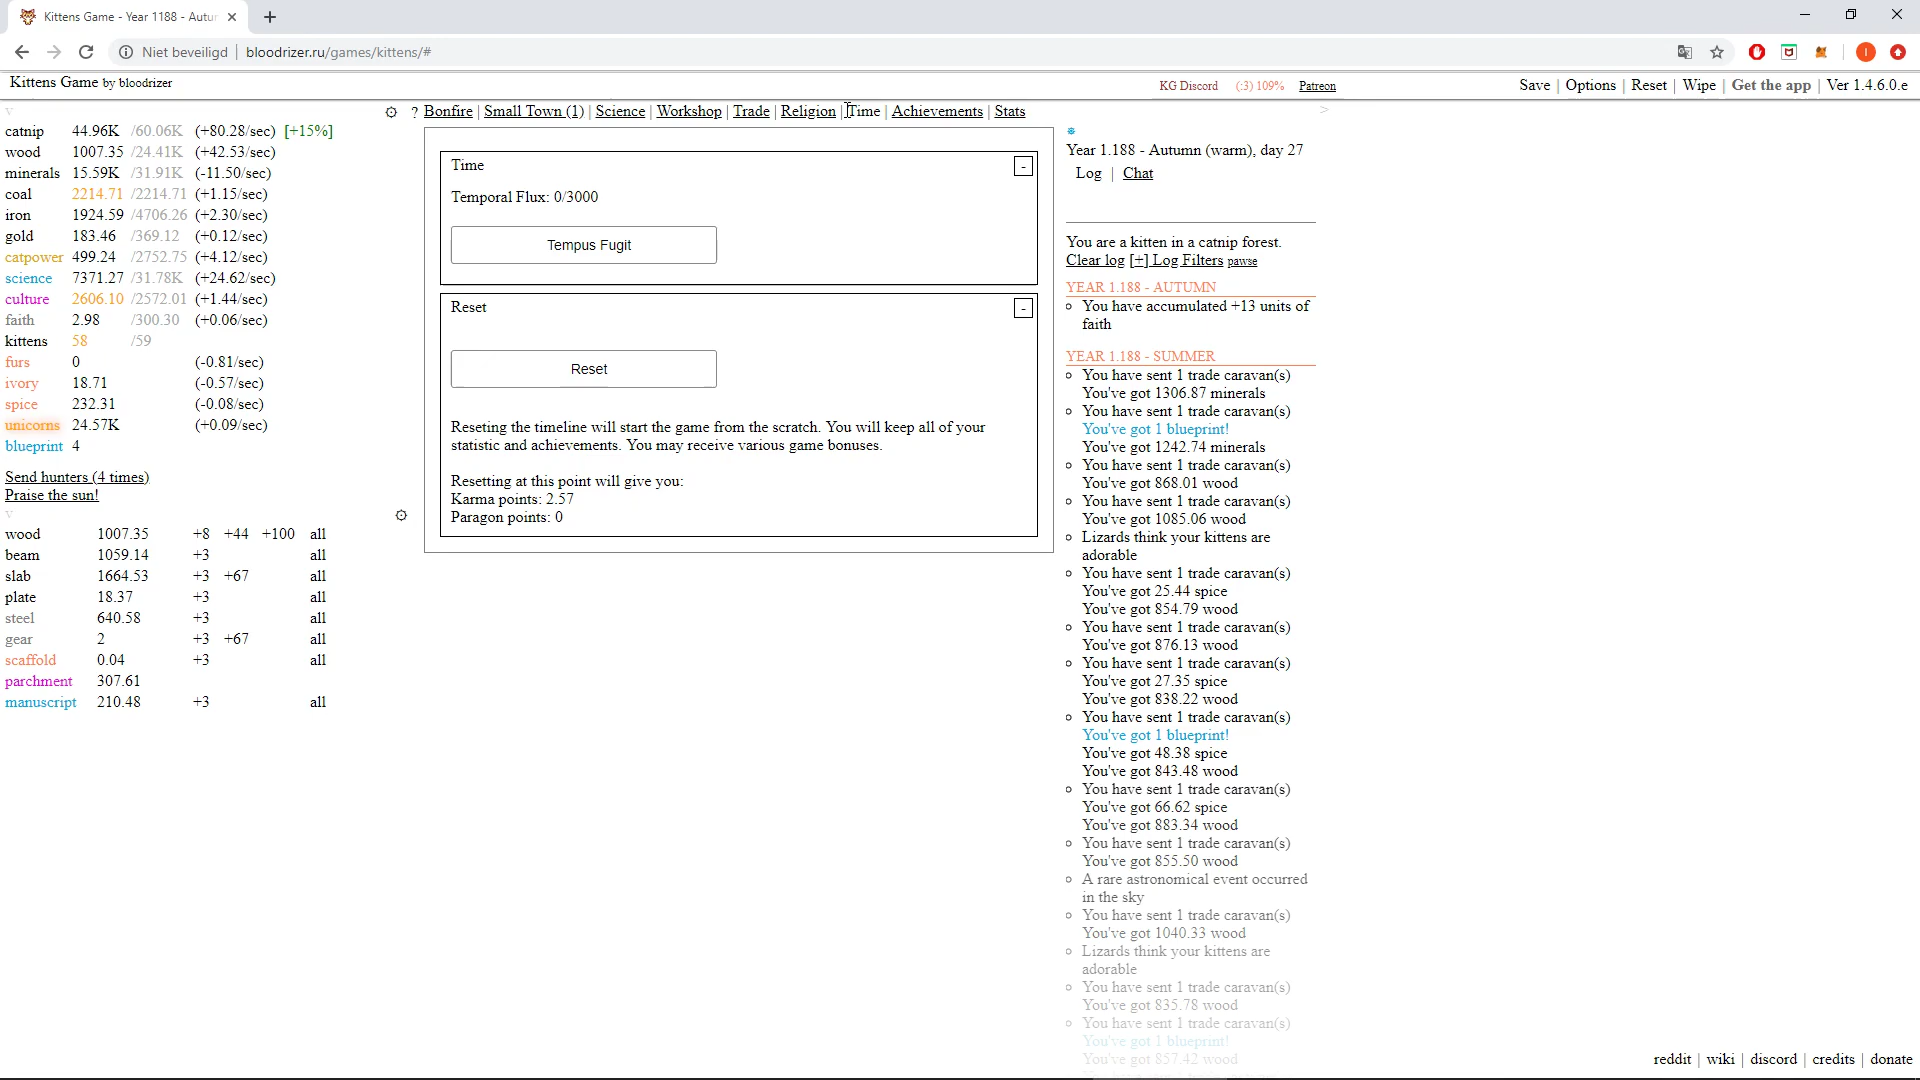 Kittens Game - Year 1188 - Autur
Niet beveiligd | bloodrizer.ru/games/kittens/#
Kittens Game by bloodrizer
KG Discord (:3) 109% Patreon
Save | Options | Reset | Wipe | Get the app | Ver 1.4.6.0.e
catnip 44.96K /60.06K (+80.28/sec) [+15%]
wood 1007.35 /24.41K (+42.53/sec)
minerals 15.59K /31.91K (-11.50/sec)
coal 2214.71 /2214.71 (+1.15/sec)
iron 1924.59 /4706.26 (+2.30/sec)
gold 183.46 /369.12 (+0.12/sec)
catpower 499.24 /2752.75 (+4.12/sec)
science 7371.27 /31.78K (+24.62/sec)
culture 2606.10 /2572.01 (+1.44/sec)
faith 2.98 /300.30 (+0.06/sec)
kittens 58 /59
furs 0 (-0.81/sec)
ivory 18.71 (-0.57/sec)
spice 232.31 (-0.08/sec)
unicorns 24.57K (+0.09/sec)
blueprint 4
Send hunters (4 times)
Praise the sun!
V
wood 1007.35 +8 +44 +100 all
beam 1059.14 +3 all
slab 1664.53 +3 +67 all
plate 18.37 +3 all
steel 640.58 +3 all
gear 2 +3 +67 all
scaffold 0.04 +3 all
parchment 307.61
manuscript 210.48 +3 all
? Bonfire | Small Town (1) | Science | Workshop | Trade | Religion | Time | Achievements | Stats
Time
-
Temporal Flux: 0/3000
Tempus Fugit
Reset
-
Reset
Reseting the timeline will start the game from the scratch. You will keep all of your
statistic and achievements. You may receive various game bonuses.
Resetting at this point will give you:
Karma points: 2.57
Paragon points: 0
>
Year 1.188 - Autumn (warm), day 27
Log | Chat
You are a kitten in a catnip forest.
Clear log [+] Log Filters pawse
YEAR 1.188 - AUTUMN
You have accumulated +13 units of
faith
YEAR 1.188 - SUMMER
You have sent 1 trade caravan(s)
You've got 1306.87 minerals
You have sent 1 trade caravan(s)
You've got 1 blueprint!
You've got 1242.74 minerals
You have sent 1 trade caravan(s)
You've got 868.01 wood
You have sent 1 trade caravan(s)
You've got 1085.06 wood
Lizards think your kittens are
adorable
You have sent 1 trade caravan(s)
You've got 25.44 spice
You've got 854.79 wood
You have sent 1 trade caravan(s)
You've got 876.13 wood
You have sent 1 trade caravan(s)
You've got 27.35 spice
You've got 838.22 wood
You have sent 1 trade caravan(s)
You've got 1 blueprint!
You've got 48.38 spice
You've got 843.48 wood
You have sent 1 trade caravan(s)
You've got 66.62 spice
You've got 883.34 wood
You have sent 1 trade caravan(s)
You've got 855.50 wood
A rare astronomical event occurred
in the sky
You have sent 1 trade caravan(s)
You've got 1040.33 wood
Lizards think your kittens are
adorable
You have sent 1 trade caravan(s)
You've got 835.78 wood
You have sent 1 trade caravan(s)
You've got 1 blueprint!
You've got 857.42 wood
reddit | wiki | discord | credits | donate